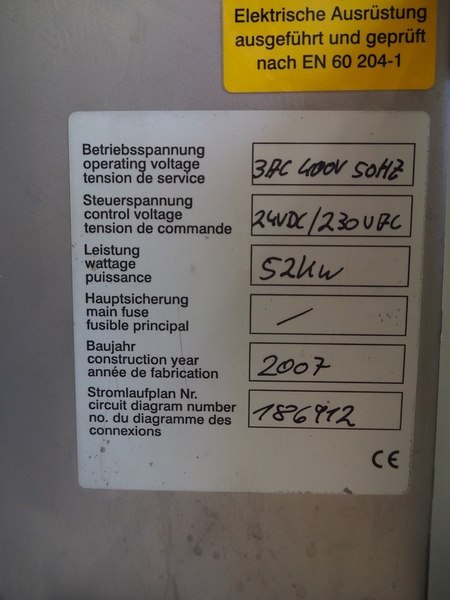 Elektrische Ausrüstung
ausgeführt und geprüft
nach EN 60 204-1
Betriebsspannung
operating voltage
tension de service
3AC 400V 50HZ
Steuerspannung
control voltage
tension de commande
24VDC/230VAC
Leistung
wattage
puissance
52KW
Hauptsicherung
main fuse
fusible principal
/
Baujahr
construction year
année de fabrication
2007
Stromlaufplan Nr.
circuit diagram number
no. du diagramme des
connexions
186912
CE